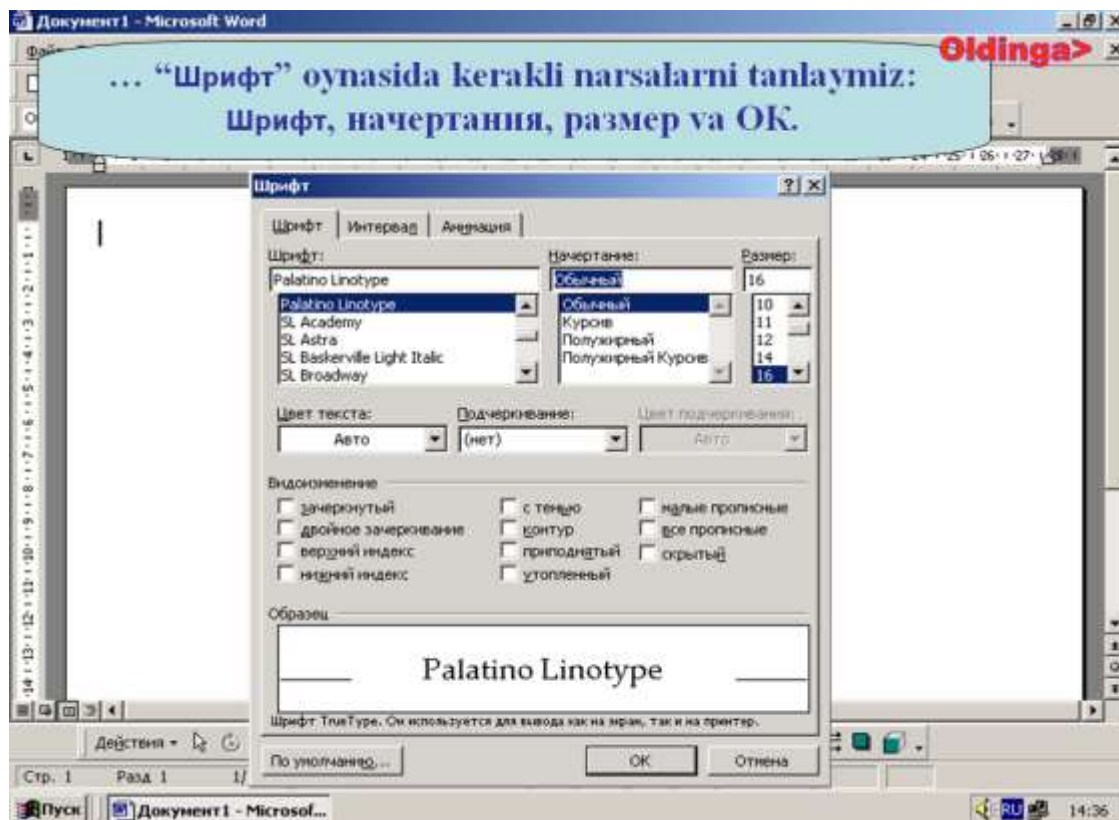 Документ1 - Microsoft Word
Oldinga>
… “Шрифт” oynasida kerakli narsalarni tanlaymiz:
Шрифт, начертания, размер va OK.
25 26 27
Шрифт
Шрифт Интервал Анимация
Шрифт: Начертание: Размер:
Palatino Linotype Обычный 16
Palatino Linotype Обычный 10
SL Academy Курсив 11
SL Astra Полужирный 12
SL Baskerville Light Italic Полужирный Курсив 14
SL Broadway 16
Цвет текста: Подчеркивание: Цвет подчеркивания:
Авто (нет) Авто
Видоизменение
зачеркнутый с тенью малые прописные
двойное зачеркивание контур все прописные
верхний индекс приподнятый скрытый
нижний индекс утопленный
Образец
Palatino Linotype
Шрифт TrueType. Он используется для вывода как на экран, так и на принтер.
Действия
По умолчанию... ОК Отмена
Стр. 1 Разд 1 1/
Пуск Документ1 - Microsof... RU 14:36